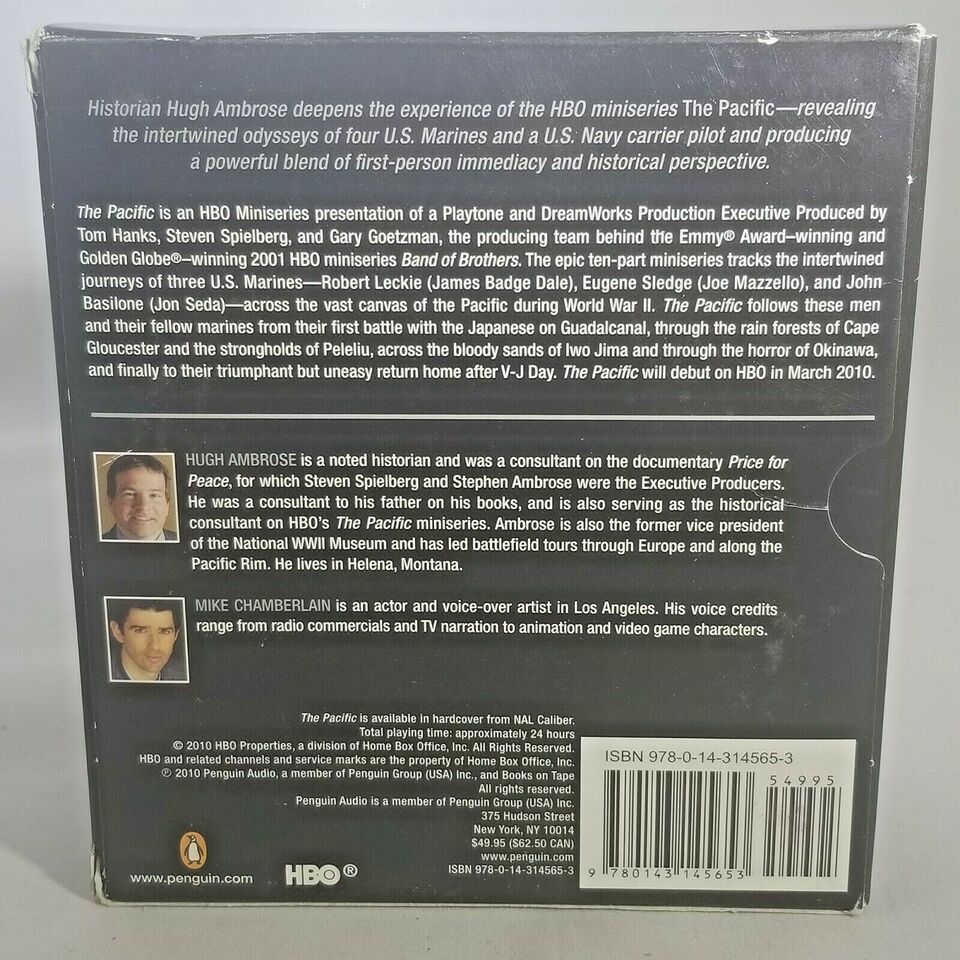 Historian Hugh Ambrose deepens the experience of the HBO miniseries The Pacific—revealing
the intertwined odysseys of four U.S. Marines and a U.S. Navy carrier pilot and producing
a powerful blend of first-person immediacy and historical perspective.
The Pacific is an HBO Miniseries presentation of a Playtone and DreamWorks Production Executive Produced by
Tom Hanks, Steven Spielberg, and Gary Goetzman, the producing team behind the Emmy® Award–winning and
Golden Globe®–winning 2001 HBO miniseries Band of Brothers. The epic ten-part miniseries tracks the intertwined
journeys of three U.S. Marines—Robert Leckie (James Badge Dale), Eugene Sledge (Joe Mazzello), and John
Basilone (Jon Seda)—across the vast canvas of the Pacific during World War II. The Pacific follows these men
and their fellow marines from their first battle with the Japanese on Guadalcanal, through the rain forests of Cape
Gloucester and the strongholds of Peleliu, across the bloody sands of Iwo Jima and through the horror of Okinawa,
and finally to their triumphant but uneasy return home after V-J Day. The Pacific will debut on HBO in March 2010.
HUGH AMBROSE is a noted historian and was a consultant on the documentary Price for
Peace, for which Steven Spielberg and Stephen Ambrose were the Executive Producers.
He was a consultant to his father on his books, and is also serving as the historical
consultant on HBO's The Pacific miniseries. Ambrose is also the former vice president
of the National WWII Museum and has led battlefield tours through Europe and along the
Pacific Rim. He lives in Helena, Montana.
MIKE CHAMBERLAIN is an actor and voice-over artist in Los Angeles. His voice credits
range from radio commercials and TV narration to animation and video game characters.
The Pacific is available in hardcover from NAL Caliber.
Total playing time: approximately 24 hours
© 2010 HBO Properties, a division of Home Box Office, Inc. All Rights Reserved.
HBO and related channels and service marks are the property of Home Box Office, Inc.
℗ 2010 Penguin Audio, a member of Penguin Group (USA) Inc., and Books on Tape
All rights reserved.
Penguin Audio is a member of Penguin Group (USA) Inc.
375 Hudson Street
New York, NY 10014
$49.95 ($62.50 CAN)
www.penguin.com
ISBN 978-0-14-314565-3
www.penguin.com
HBO®
ISBN 978-0-14-314565-3
54995
9 780143 145653